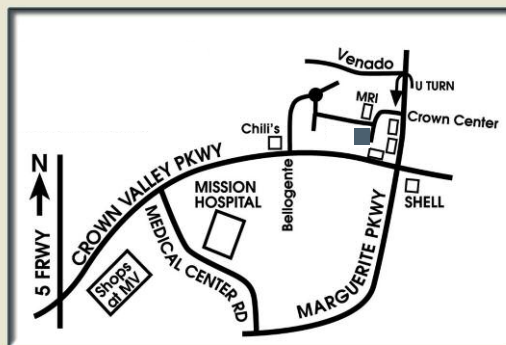 Venado
U TURN
MRI
Crown Center
Chili's
N
CROWN VALLEY PKWY
MISSION
HOSPITAL
Bellogente
SHELL
5 FRWY
Shops
at MV
MEDICAL CENTER RD
MARGUERITE PKWY